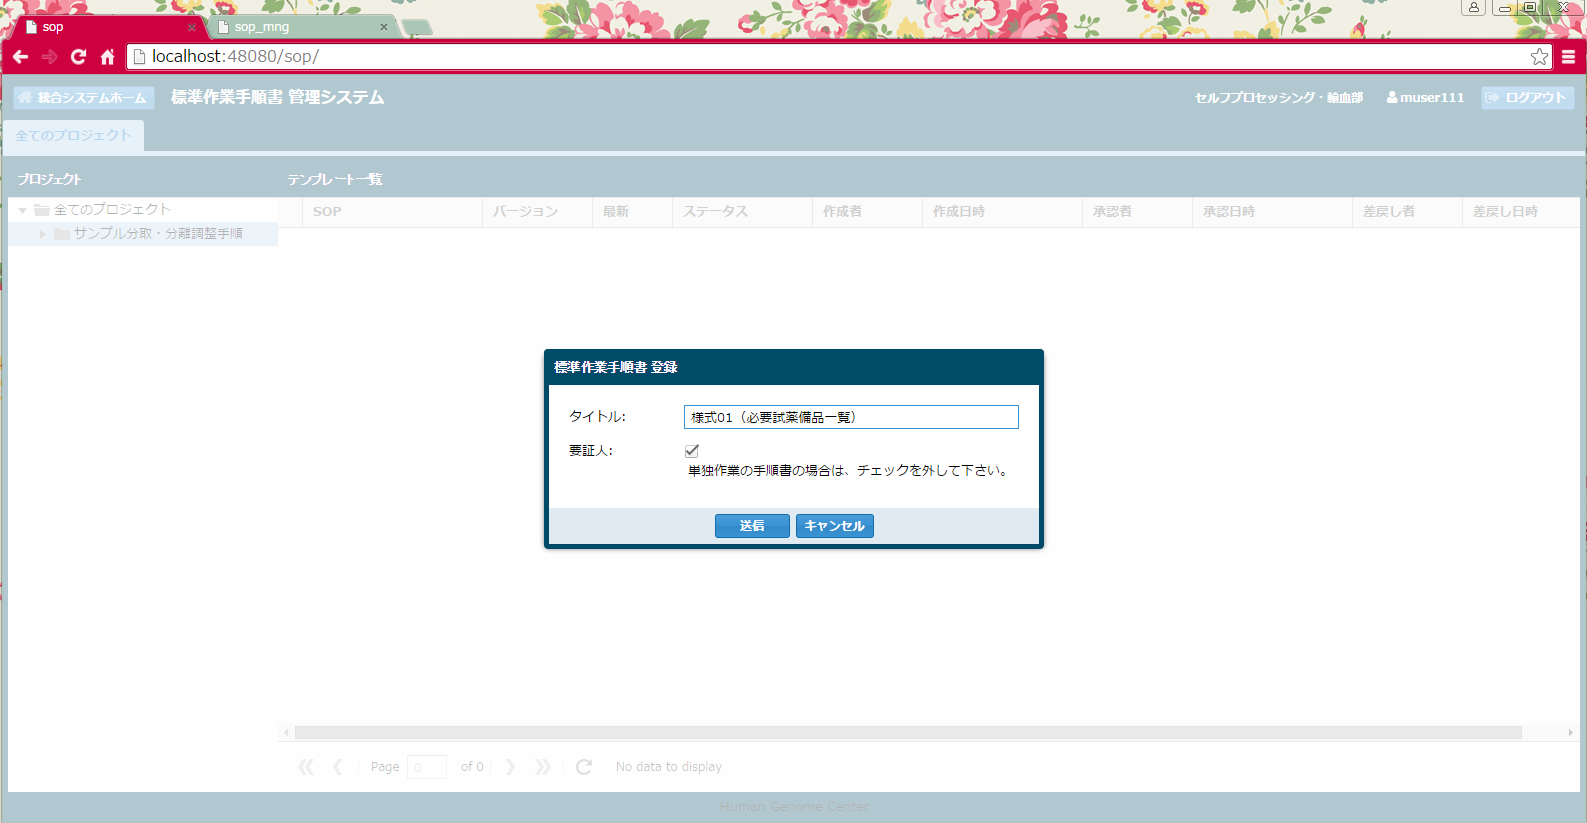 sop
sop_mng
localhost:48080/sop/
統合システムホーム
標準作業手順書 管理システム
セルフプロセッシング・輸血部
muser111
ログアウト
全てのプロジェクト
プロジェクト
テンプレート一覧
全てのプロジェクト
サンプル分取・分離調整手順
SOP バージョン 最新 ステータス 作成者 作成日時 承認者 承認日時 差戻し者 差戻し日時
標準作業手順書 登録
タイトル: 様式01（必要試薬備品一覧）
要証人:
単独作業の手順書の場合は、チェックを外して下さい。
送信 キャンセル
Page 0 of 0 No data to display
Human Genome Center